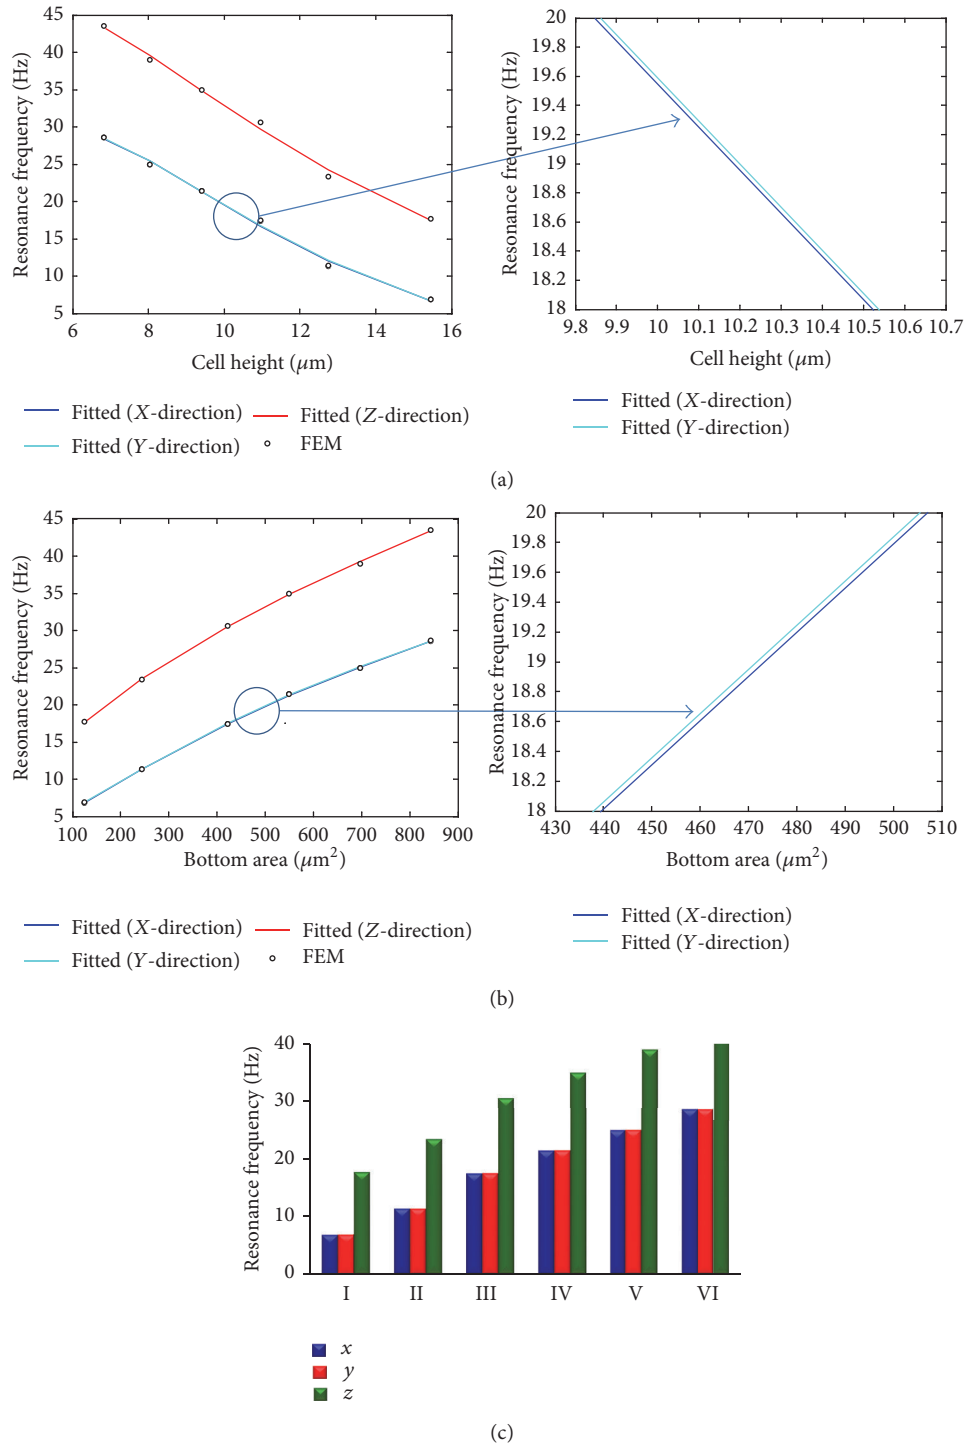 45
40
35
30
25
20
15
10
5
Resonance frequency (Hz)
6 8 10 12 14 16
Cell height (μm)
Fitted (X-direction)
Fitted (Y-direction)
Fitted (Z-direction)
FEM
20
19.8
19.6
19.4
19.2
19
18.8
18.6
18.4
18.2
18
Resonance frequency (Hz)
9.8 9.9 10 10.1 10.2 10.3 10.4 10.5 10.6 10.7
Cell height (μm)
Fitted (X-direction)
Fitted (Y-direction)
(a)
45
40
35
30
25
20
15
10
5
Resonance frequency (Hz)
100 200 300 400 500 600 700 800 900
Bottom area (μm²)
Fitted (X-direction)
Fitted (Y-direction)
Fitted (Z-direction)
FEM
20
19.8
19.6
19.4
19.2
19
18.8
18.6
18.4
18.2
18
Resonance frequency (Hz)
430 440 450 460 470 480 490 500 510
Bottom area (μm²)
Fitted (X-direction)
Fitted (Y-direction)
(b)
40
30
20
10
0
Resonance frequency (Hz)
I II III IV V VI
x
y
z
(c)